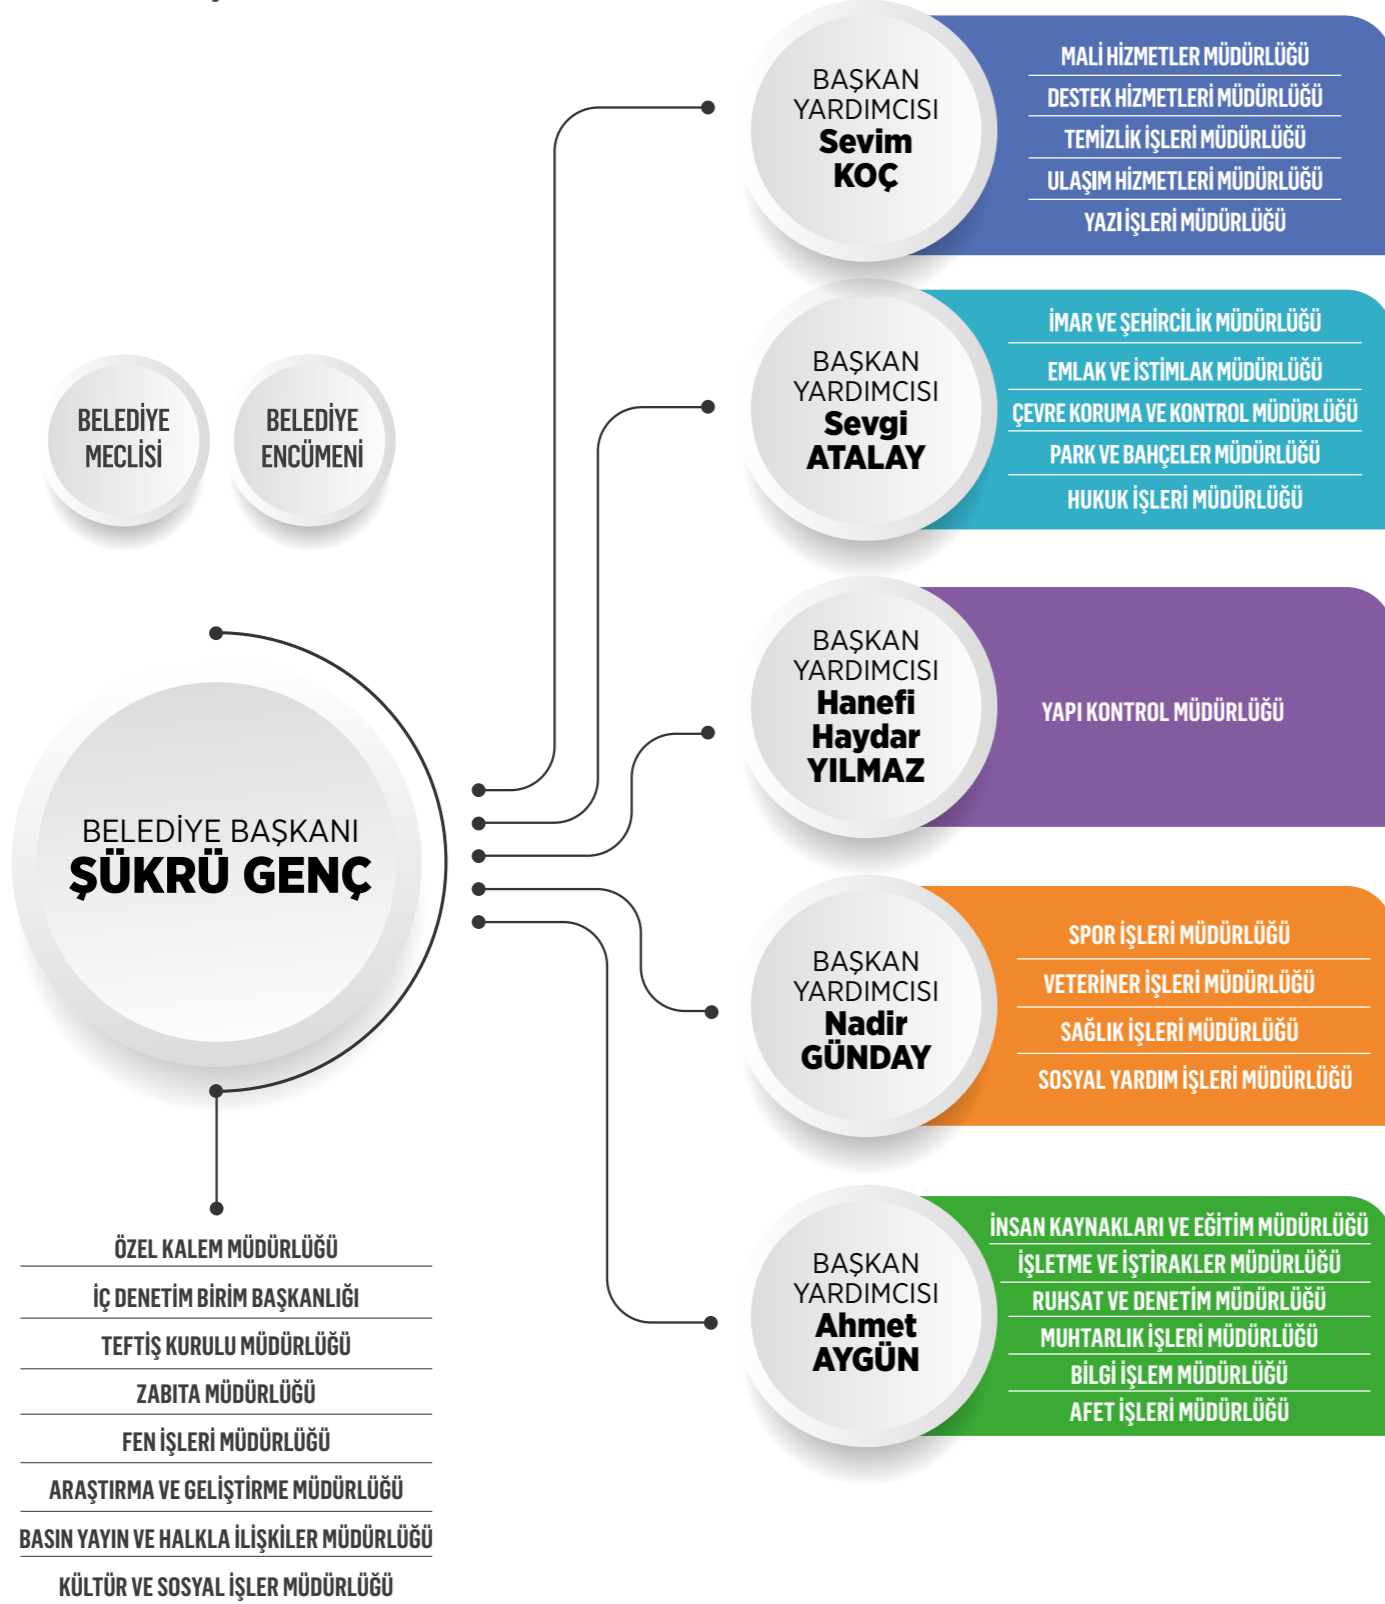 BELEDİYE
MECLİSİ
BELEDİYE
ENCÜMENİ
BELEDİYE BAŞKANI
ŞÜKRÜ GENÇ
ÖZEL KALEM MÜDÜRLÜĞÜ
İÇ DENETİM BİRİM BAŞKANLIĞI
TEFTİŞ KURULU MÜDÜRLÜĞÜ
ZABITA MÜDÜRLÜĞÜ
FEN İŞLERİ MÜDÜRLÜĞÜ
ARAŞTIRMA VE GELİŞTİRME MÜDÜRLÜĞÜ
BASIN YAYIN VE HALKLA İLİŞKİLER MÜDÜRLÜĞÜ
KÜLTÜR VE SOSYAL İŞLER MÜDÜRLÜĞÜ
BAŞKAN
YARDIMCISI
Sevim
KOÇ
MALİ HİZMETLER MÜDÜRLÜĞÜ
DESTEK HİZMETLERİ MÜDÜRLÜĞÜ
TEMİZLİK İŞLERİ MÜDÜRLÜĞÜ
ULAŞIM HİZMETLERİ MÜDÜRLÜĞÜ
YAZI İŞLERİ MÜDÜRLÜĞÜ
BAŞKAN
YARDIMCISI
Sevgi
ATALAY
İMAR VE ŞEHİRCİLİK MÜDÜRLÜĞÜ
EMLAK VE İSTİMLAK MÜDÜRLÜĞÜ
ÇEVRE KORUMA VE KONTROL MÜDÜRLÜĞÜ
PARK VE BAHÇELER MÜDÜRLÜĞÜ
HUKUK İŞLERİ MÜDÜRLÜĞÜ
BAŞKAN
YARDIMCISI
Hanefi
Haydar
YILMAZ
YAPI KONTROL MÜDÜRLÜĞÜ
BAŞKAN
YARDIMCISI
Nadir
GÜNDAY
SPOR İŞLERİ MÜDÜRLÜĞÜ
VETERİNER İŞLERİ MÜDÜRLÜĞÜ
SAĞLIK İŞLERİ MÜDÜRLÜĞÜ
SOSYAL YARDIM İŞLERİ MÜDÜRLÜĞÜ
BAŞKAN
YARDIMCISI
Ahmet
AYGÜN
İNSAN KAYNAKLARI VE EĞİTİM MÜDÜRLÜĞÜ
İŞLETME VE İŞTİRAKLER MÜDÜRLÜĞÜ
RUHSAT VE DENETİM MÜDÜRLÜĞÜ
MUHTARLIK İŞLERİ MÜDÜRLÜĞÜ
BİLGİ İŞLEM MÜDÜRLÜĞÜ
AFET İŞLERİ MÜDÜRLÜĞÜ